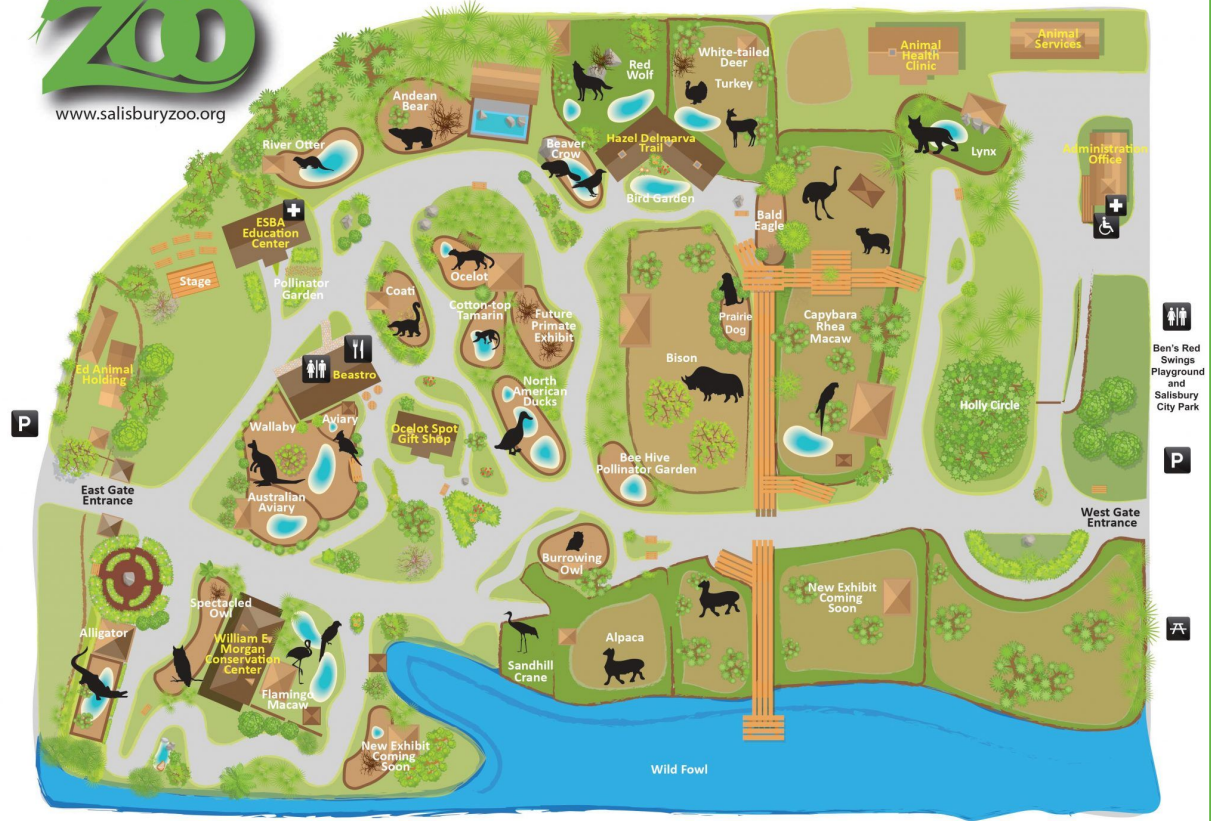 ZOO
www.salisburyzoo.org
Andean
Bear
Red
Wolf
White-tailed
Deer
Turkey
Animal
Health
Clinic
Animal
Services
River Otter
Beaver
Crow
Hazel Delmarva
Trail
Bird Garden
Lynx
Administration
Office
ESBA
Education
Center
Bald
Eagle
Stage
Pollinator
Garden
Coati
Ocelot
Cotton-top
Tamarin
Future
Primate
Exhibit
Prairie
Dog
Capybara
Rhea
Macaw
Bison
Ben's Red
Swings
Playground
and
Salisbury
City Park
Ed Animal
Holding
Beastro
North
American
Ducks
Holly Circle
P
Wallaby
Aviary
Ocelot Spot
Gift Shop
Bee Hive
Pollinator Garden
P
East Gate
Entrance
Australian
Aviary
West Gate
Entrance
Burrowing
Owl
New Exhibit
Coming
Soon
Spectacled
Owl
Alligator
William E.
Morgan
Conservation
Center
Flamingo
Macaw
Sandhill
Crane
Alpaca
New Exhibit
Coming
Soon
Wild Fowl